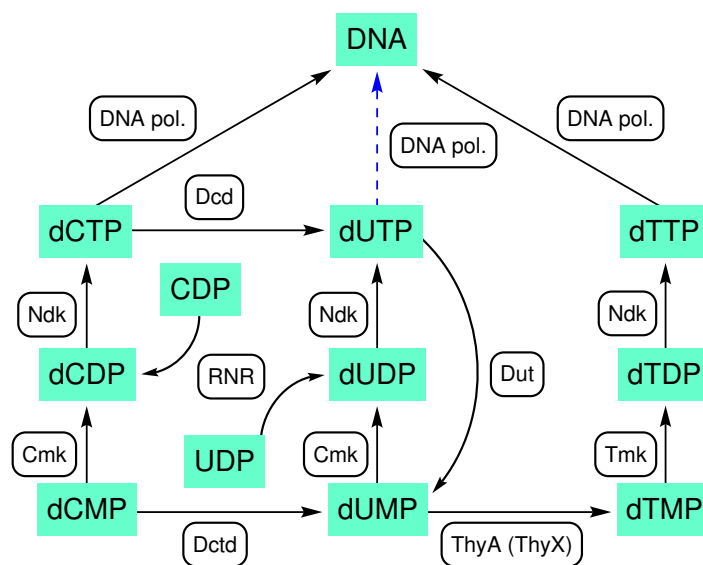 DNA
DNA pol.
DNA pol.
DNA pol.
Dcd
dCTP
dUTP
dTTP
CDP
Ndk
Ndk
Ndk
dCDP
RNR
dUDP
Dut
dTDP
Cmk
UDP
Cmk
Tmk
dCMP
dUMP
dTMP
Dctd
ThyA (ThyX)